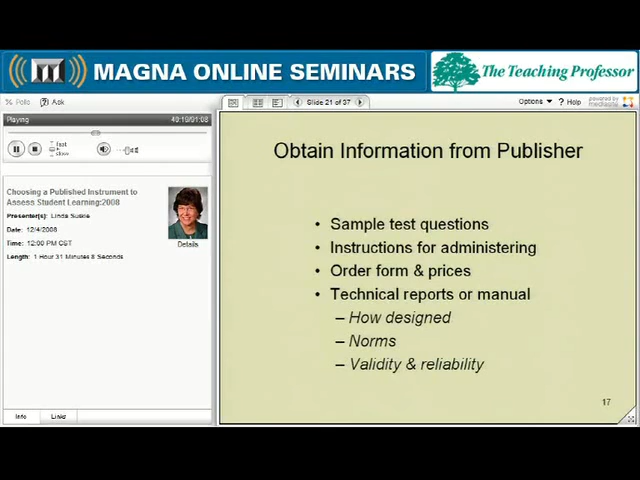 MAGNA ONLINE SEMINARS
The Teaching Professor
Polls
Ask
Slide 21 of 37
Options
Help
powered by
mediasite
Playing
Choosing a Published Instrument to
Assess Student Learning:2008
Presenter(s): Linda Suskie
Date: 12/4/2008
Time: 12:00 PM CST
Length: 1 Hour 31 Minutes 8 Seconds
Details
Info
Links
Obtain Information from Publisher
• Sample test questions
• Instructions for administering
• Order form & prices
• Technical reports or manual
– How designed
– Norms
– Validity & reliability
17